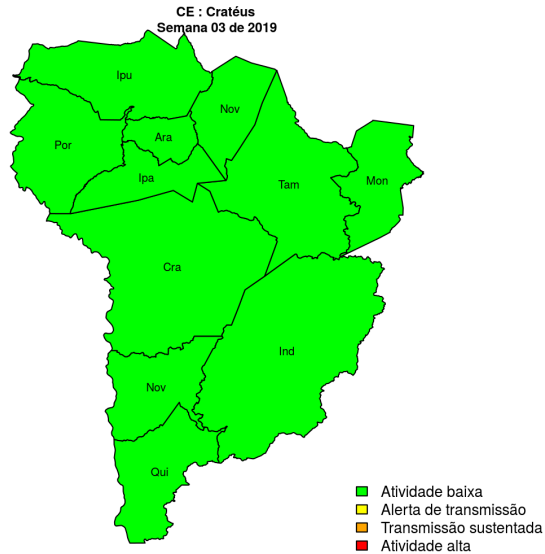 CE : Cratéus
Semana 03 de 2019
Ipu
Nov
Ara
Por
Ipa
Mon
Tam
Cra
Ind
Nov
Qui
Atividade baixa
Alerta de transmissão
Transmissão sustentada
Atividade alta